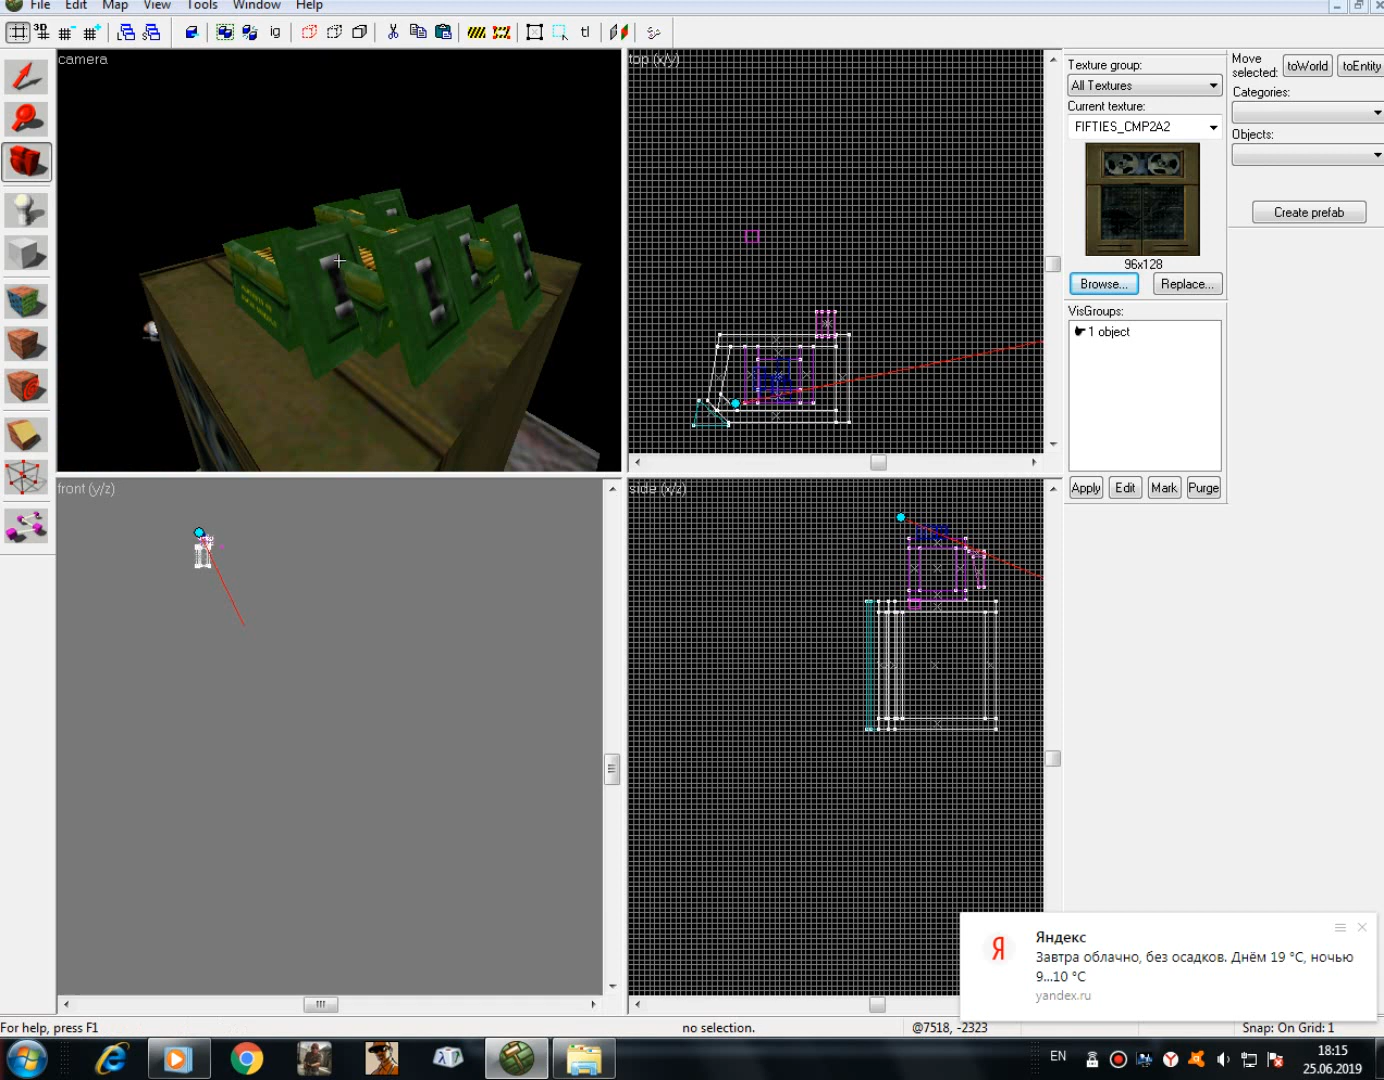 File Edit Map View Tools Window Help
3D
ig
tl
camera
top (x/y)
front (y/z)
side (x/z)
Texture group:
All Textures
Current texture:
FIFTIES_CMP2A2
96x128
Browse... Replace...
VisGroups:
1 object
Apply Edit Mark Purge
Move
selected: toWorld toEntity
Categories:
Objects:
Create prefab
Яндекс
Завтра облачно, без осадков. Днём 19 °C, ночью
9...10 °C
yandex.ru
For help, press F1
no selection.
@7518, -2323
Snap: On Grid: 1
EN
18:15
25.06.2019